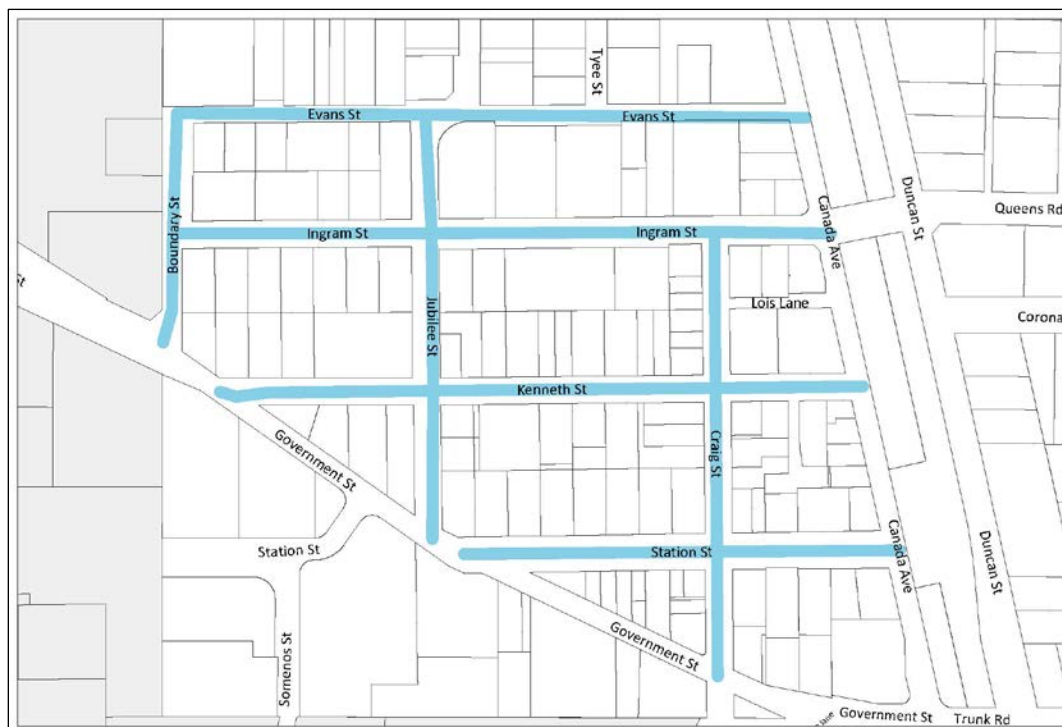 Tyee St
Evans St
Evans St
Duncan St
Queens Rd
Canada Ave
Boundary St
Ingram St
Ingram St
St
Lois Lane
Corona
Jubilee St
Kenneth St
Craig St
Government St
Station St
Station St
Canada Ave
Duncan St
Somenos St
Government St
Government St
Trunk Rd